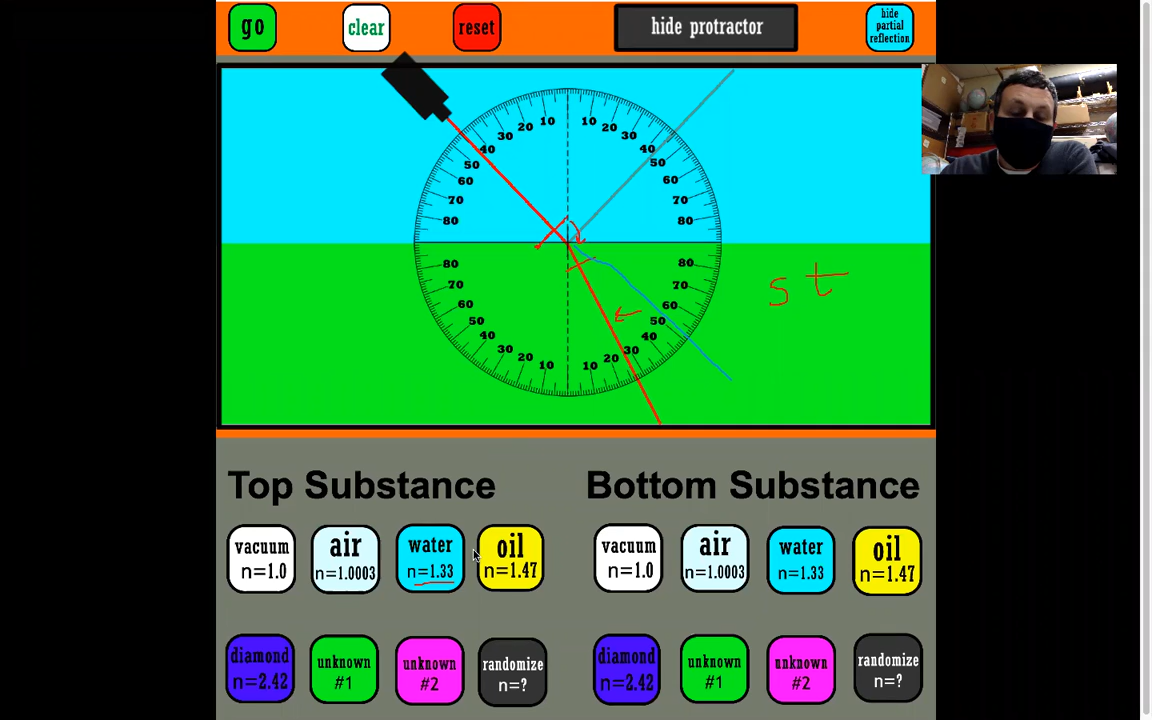 go clear reset hide protractor hide
partial
reflection
10 10
20 20
30 30
40 40
50 50
60 60
70 70
80 80
80 80
70 70
60 60
50 50
40 40
30 30
20 20
10 10
st
Top Substance Bottom Substance
vacuum
n=1.0
air
n=1.0003
water
n=1.33
oil
n=1.47
vacuum
n=1.0
air
n=1.0003
water
n=1.33
oil
n=1.47
diamond
n=2.42
unknown
#1
unknown
#2
randomize
n=?
diamond
n=2.42
unknown
#1
unknown
#2
randomize
n=?